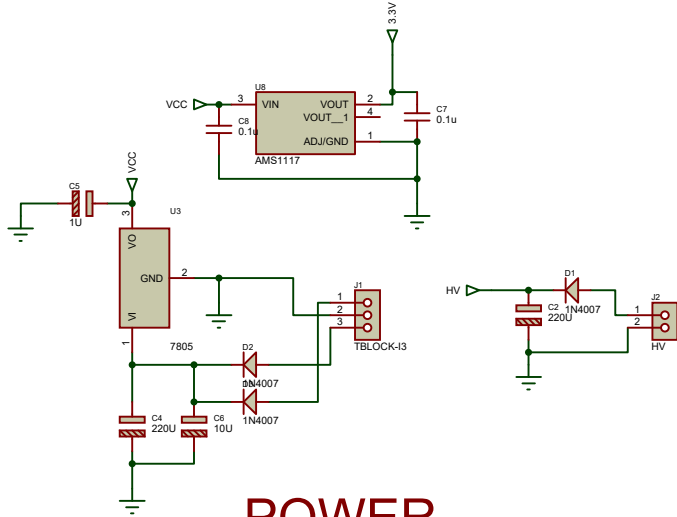 3.3V
U8
VCC
3
VIN
VOUT
2
VOUT__1
4
ADJ/GND
1
AMS1117
C8
0.1u
C7
0.1u
VCC
C5
1U
3
U3
VO
GND
2
VI
1
7805
J1
1
2
3
TBLOCK-I3
D2
1N4007
1N4007
C4
220U
C6
10U
HV
D1
1N4007
C2
220U
J2
1
2
HV
POWER